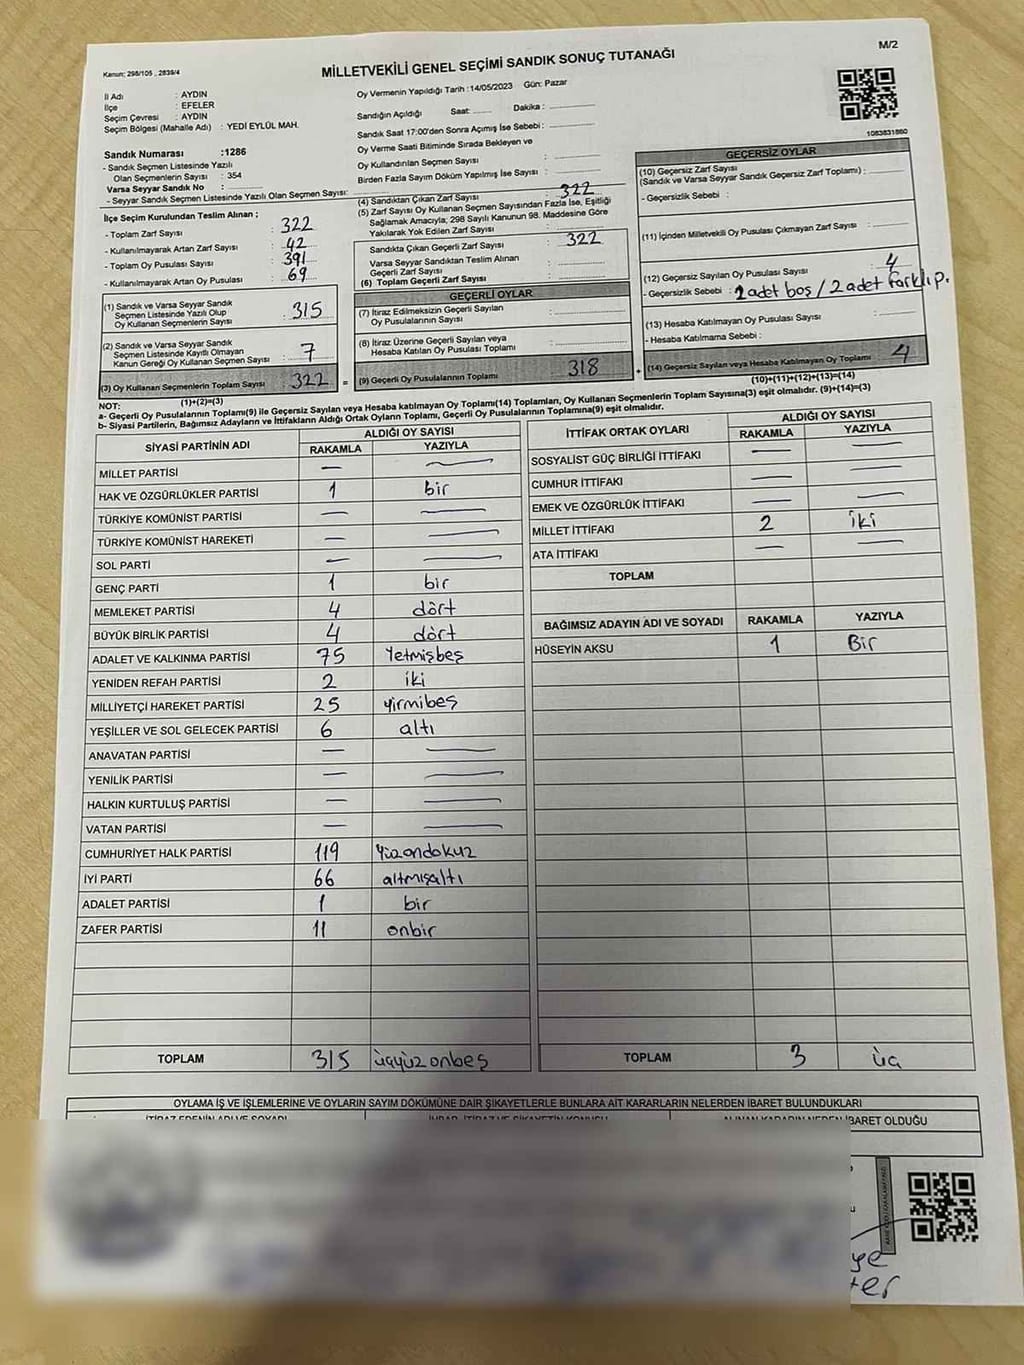 M/2
Kanun; 298/105 , 2839/4
MİLLETVEKİLİ GENEL SEÇİMİ SANDIK SONUÇ TUTANAĞI
İl Adı : AYDIN
İlçe : EFELER
Seçim Çevresi : AYDIN
Seçim Bölgesi (Mahalle Adı) : YEDİ EYLÜL MAH.
Sandık Numarası :1286
- Sandık Seçmen Listesinde Yazılı
Olan Seçmenlerin Sayısı : 354
Varsa Seyyar Sandık No :
- Seyyar Sandık Seçmen Listesinde Yazılı Olan Seçmen Sayısı:
İlçe Seçim Kurulundan Teslim Alınan ;
- Toplam Zarf Sayısı : 322
- Kullanılmayarak Artan Zarf Sayısı : 42
- Toplam Oy Pusulası Sayısı : 391
- Kullanılmayarak Artan Oy Pusulası : 69
(1) Sandık ve Varsa Seyyar Sandık
Seçmen Listesinde Yazılı Olup
Oy Kullanan Seçmenlerin Sayısı : 315
(2) Sandık ve Varsa Seyyar Sandık
Seçmen Listesinde Kayıtlı Olmayan
Kanun Gereği Oy Kullanan Seçmen Sayısı : 7
(3) Oy Kullanan Seçmenlerin Toplam Sayısı 322 =
(1)+(2)=(3)
Oy Vermenin Yapıldığı Tarih :14/05/2023 Gün: Pazar
Sandığın Açıldığı Saat: Dakika :
Sandık Saat 17:00'den Sonra Açımış İse Sebebi :
Oy Verme Saati Bitiminde Sırada Bekleyen ve
Oy Kullandırılan Seçmen Sayısı :
Birden Fazla Sayım Döküm Yapılmış İse Sayısı :
(4) Sandıktan Çıkan Zarf Sayısı : 322
(5) Zarf Sayısı Oy Kullanan Seçmen Sayısından Fazla İse, Eşitliği
Sağlamak Amacıyla; 298 Sayılı Kanunun 98. Maddesine Göre
Yakılarak Yok Edilen Zarf Sayısı :
Sandıkta Çıkan Geçerli Zarf Sayısı : 322
Varsa Seyyar Sandıktan Teslim Alınan
Geçerli Zarf Sayısı :
(6) Toplam Geçerli Zarf Sayısı :
GEÇERLİ OYLAR
(7) İtiraz Edilmeksizin Geçerli Sayılan
Oy Pusulalarının Sayısı :
(8) İtiraz Üzerine Geçerli Sayılan veya
Hesaba Katılan Oy Pusulası Toplamı :
(9) Geçerli Oy Pusulalarının Toplamı : 318 +
1083831860
GEÇERSİZ OYLAR
(10) Geçersiz Zarf Sayısı
(Sandık ve Varsa Seyyar Sandık Geçersiz Zarf Toplamı) :
- Geçersizlik Sebebi :
(11) İçinden Milletvekili Oy Pusulası Çıkmayan Zarf Sayısı :
(12) Geçersiz Sayılan Oy Pusulası Sayısı : 4
- Geçersizlik Sebebi : 2 adet boş / 2 adet farklı p.
(13) Hesaba Katılmayan Oy Pusulası Sayısı :
- Hesaba Katılmama Sebebi :
(14) Geçersiz Sayılan veya Hesaba Katılmayan Oy Toplamı 4
(10)+(11)+(12)+(13)=(14)
NOT:
a- Geçerli Oy Pusulalarının Toplamı(9) ile Geçersiz Sayılan veya Hesaba katılmayan Oy Toplamı(14) Toplamları, Oy Kullanan Seçmenlerin Toplam Sayısına(3) eşit olmalıdır. (9)+(14)=(3)
b- Siyasi Partilerin, Bağımsız Adayların ve İttifakların Aldığı Ortak Oyların Toplamı, Geçerli Oy Pusulalarının Toplamına(9) eşit olmalıdır.
SİYASİ PARTİNİN ADI ALDIĞI OY SAYISI
RAKAMLA YAZIYLA
MİLLET PARTİSİ — —
HAK VE ÖZGÜRLÜKLER PARTİSİ 1 bir
TÜRKİYE KOMÜNİST PARTİSİ — —
TÜRKİYE KOMÜNİST HAREKETİ — —
SOL PARTİ — —
GENÇ PARTİ 1 bir
MEMLEKET PARTİSİ 4 dört
BÜYÜK BİRLİK PARTİSİ 4 dört
ADALET VE KALKINMA PARTİSİ 75 Yetmişbeş
YENİDEN REFAH PARTİSİ 2 iki
MİLLİYETÇİ HAREKET PARTİSİ 25 yirmibeş
YEŞİLLER VE SOL GELECEK PARTİSİ 6 altı
ANAVATAN PARTİSİ — —
YENİLİK PARTİSİ — —
HALKIN KURTULUŞ PARTİSİ — —
VATAN PARTİSİ — —
CUMHURİYET HALK PARTİSİ 119 Yüzondokuz
İYİ PARTİ 66 altmışaltı
ADALET PARTİSİ 1 bir
ZAFER PARTİSİ 11 onbir
TOPLAM 315 üçyüzonbeş
İTTİFAK ORTAK OYLARI ALDIĞI OY SAYISI
RAKAMLA YAZIYLA
SOSYALİST GÜÇ BİRLİĞİ İTTİFAKI — —
CUMHUR İTTİFAKI — —
EMEK VE ÖZGÜRLÜK İTTİFAKI — —
MİLLET İTTİFAKI 2 iki
ATA İTTİFAKI — —
TOPLAM
BAĞIMSIZ ADAYIN ADI VE SOYADI RAKAMLA YAZIYLA
HÜSEYİN AKSU 1 Bir
TOPLAM 3 üç
OYLAMA İŞ VE İŞLEMLERİNE VE OYLARIN SAYIM DÖKÜMÜNE DAİR ŞİKAYETLERLE BUNLARA AİT KARARLARIN NELERDEN İBARET BULUNDUKLARI
İTİRAZ EDENİN ADI VE SOYADI İHBAR, İTİRAZ VE ŞİKAYETİN KONUSU ALINAN KARARIN NEDEN İBARET OLDUĞU